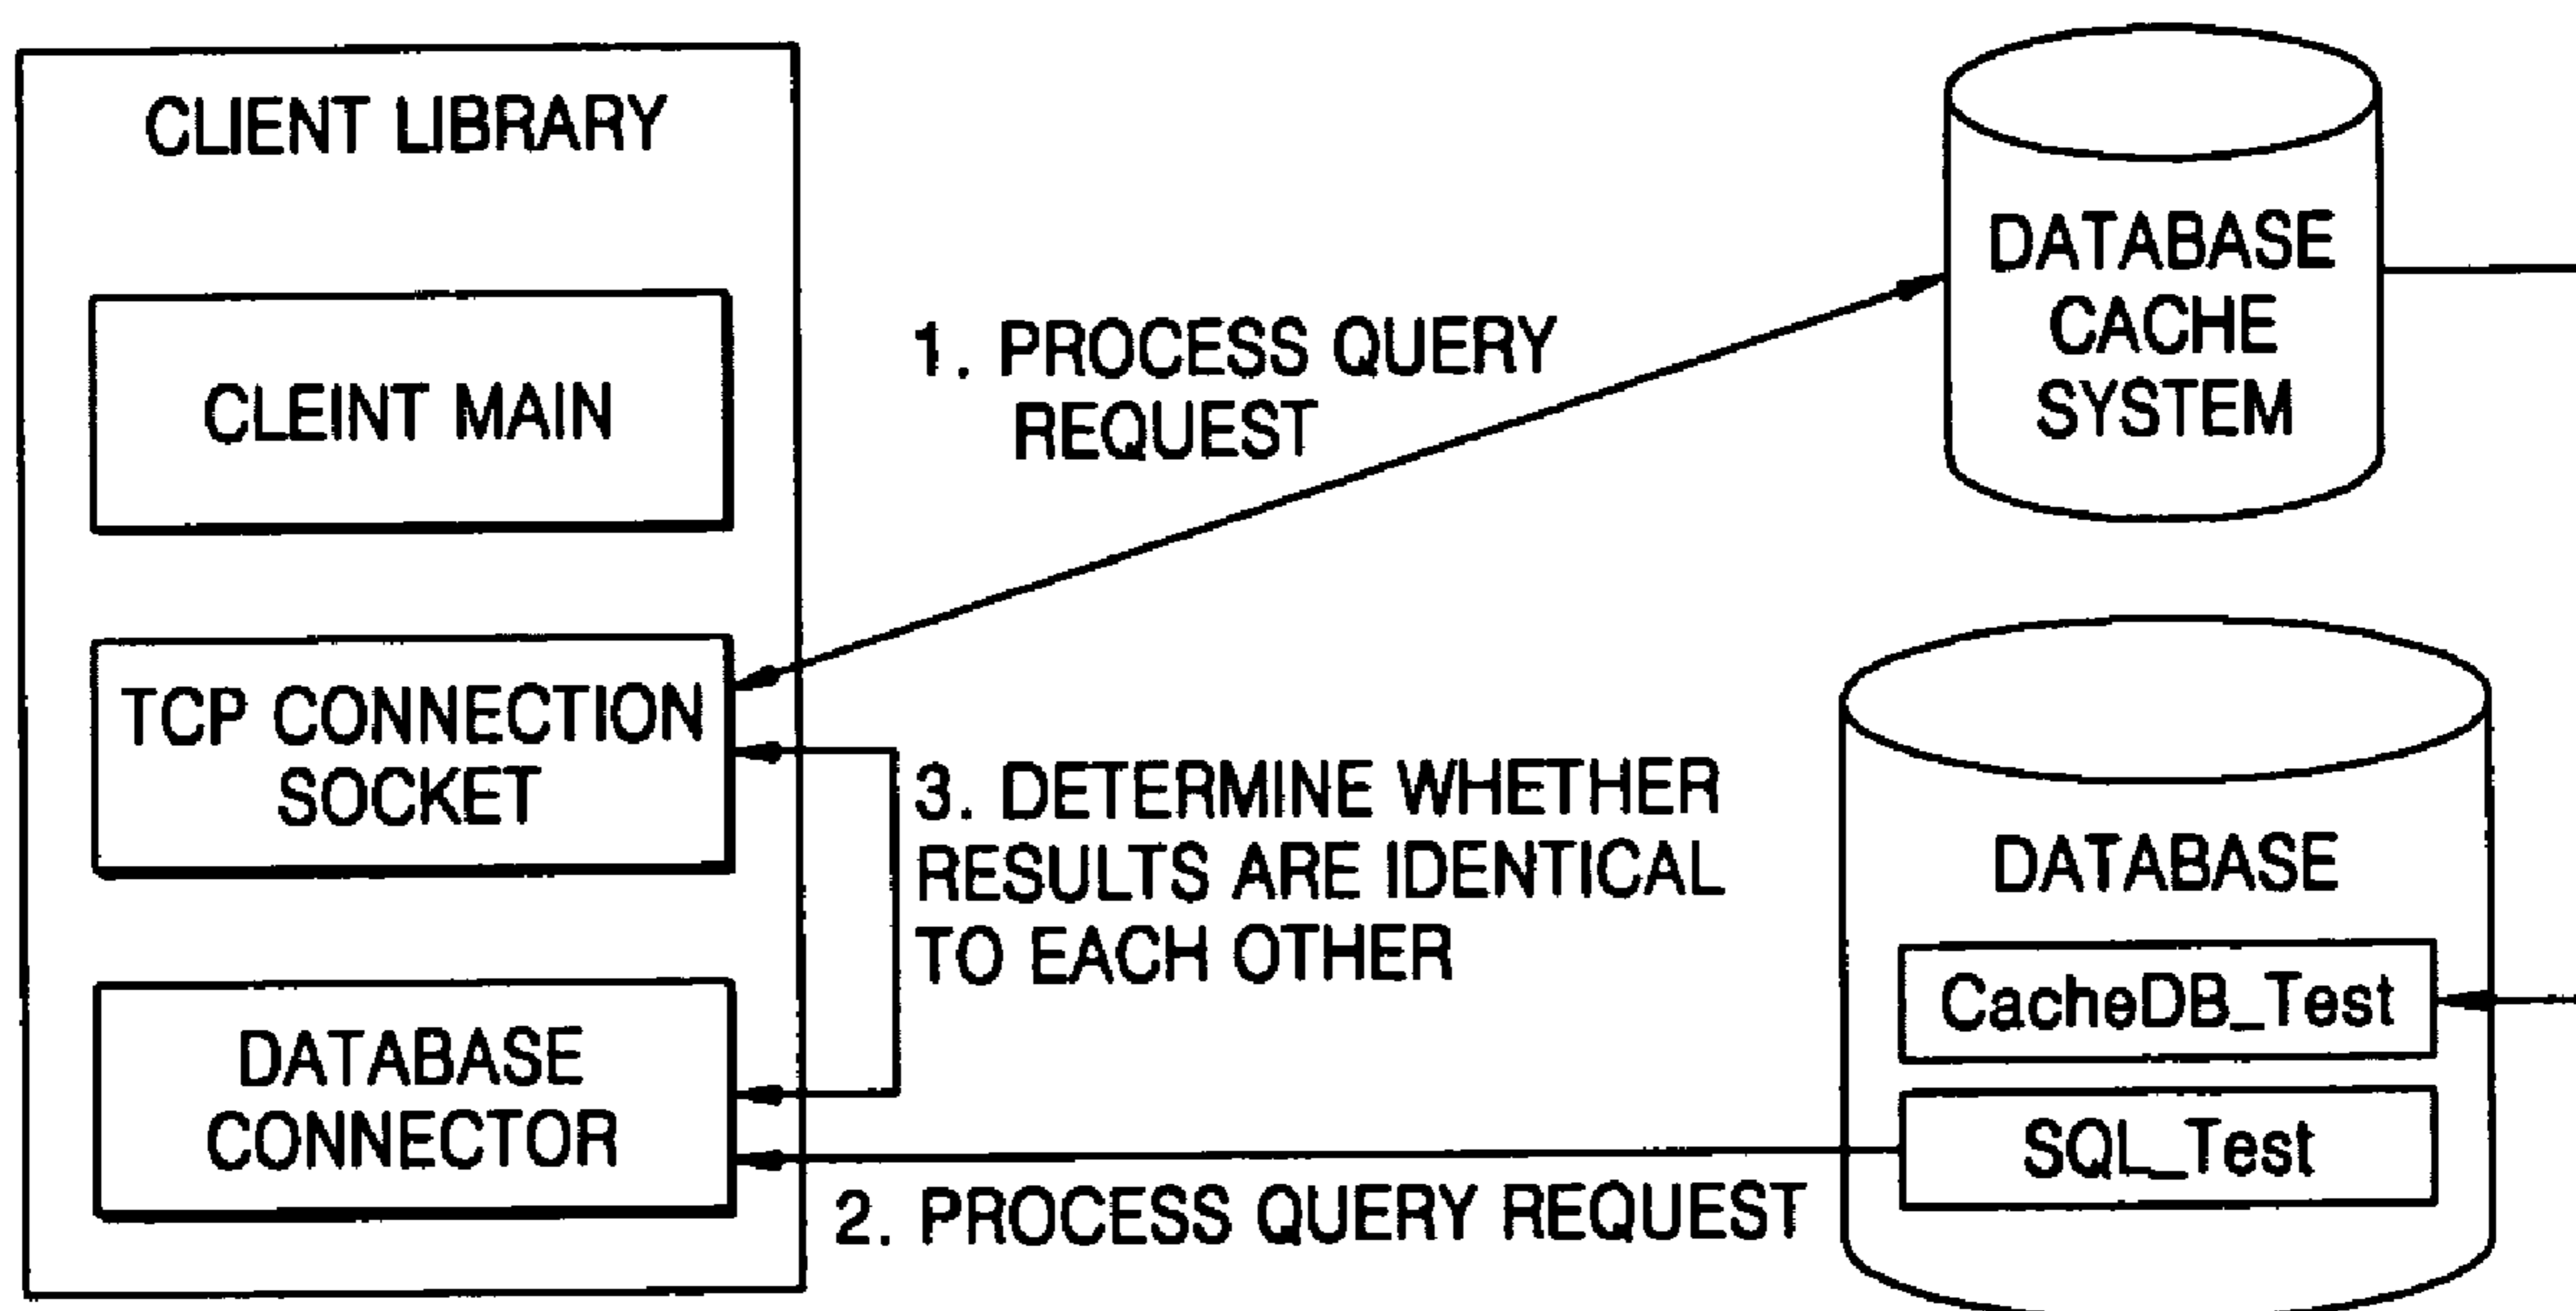 CLIENT LIBRARY
CLEINT MAIN
TCP CONNECTION
SOCKET
DATABASE
CONNECTOR
1. PROCESS QUERY
REQUEST
3. DETERMINE WHETHER
RESULTS ARE IDENTICAL
TO EACH OTHER
2. PROCESS QUERY REQUEST
DATABASE
CACHE
SYSTEM
DATABASE
CacheDB_Test
SQL_Test